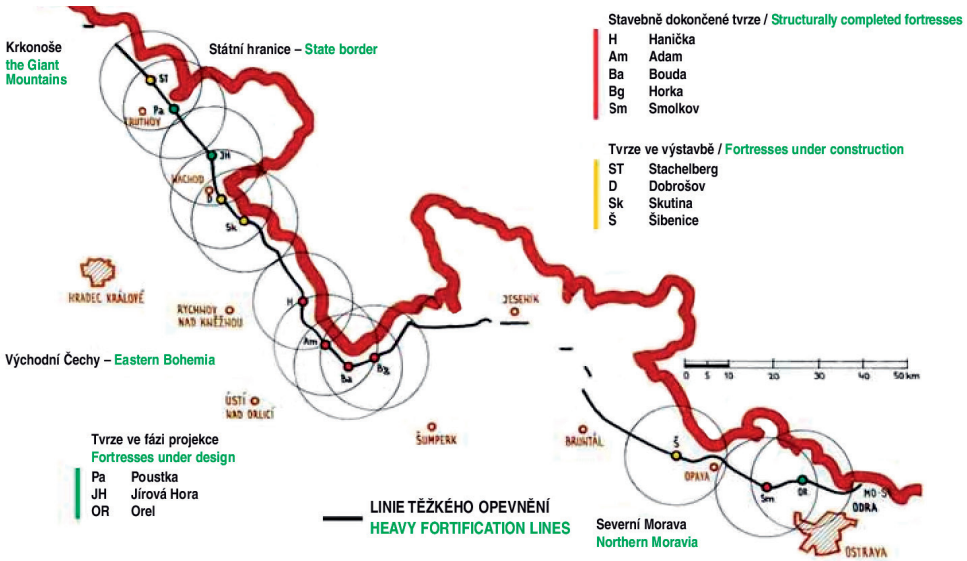 Krkonoše
the Giant
Mountains
Státní hranice – State border
Stavebně dokončené tvrze / Structurally completed fortresses
H Hanička
Am Adam
Ba Bouda
Bg Horka
Sm Smolkov
Tvrze ve výstavbě / Fortresses under construction
ST Stachelberg
D Dobrošov
Sk Skutina
Š Šibenice
ST
Pa
TRUTNOV
JH
NÁCHOD
D
Sk
HRADEC KRÁLOVÉ
H
RYCHNOV
NAD KNĚŽNOU
JESENÍK
Am
Ba
Bg
Východní Čechy – Eastern Bohemia
0 5 10 20 30 40 50 km
ÚSTÍ
NAD ORLICÍ
ŠUMPERK
BRUNTÁL
Š
OPAVA
Sm
OR
MO-S
ODRA
OSTRAVA
Tvrze ve fázi projekce
Fortresses under design
Pa Poustka
JH Jírová Hora
OR Orel
LINIE TĚŽKÉHO OPEVNĚNÍ
HEAVY FORTIFICATION LINES
Severní Morava
Northern Moravia